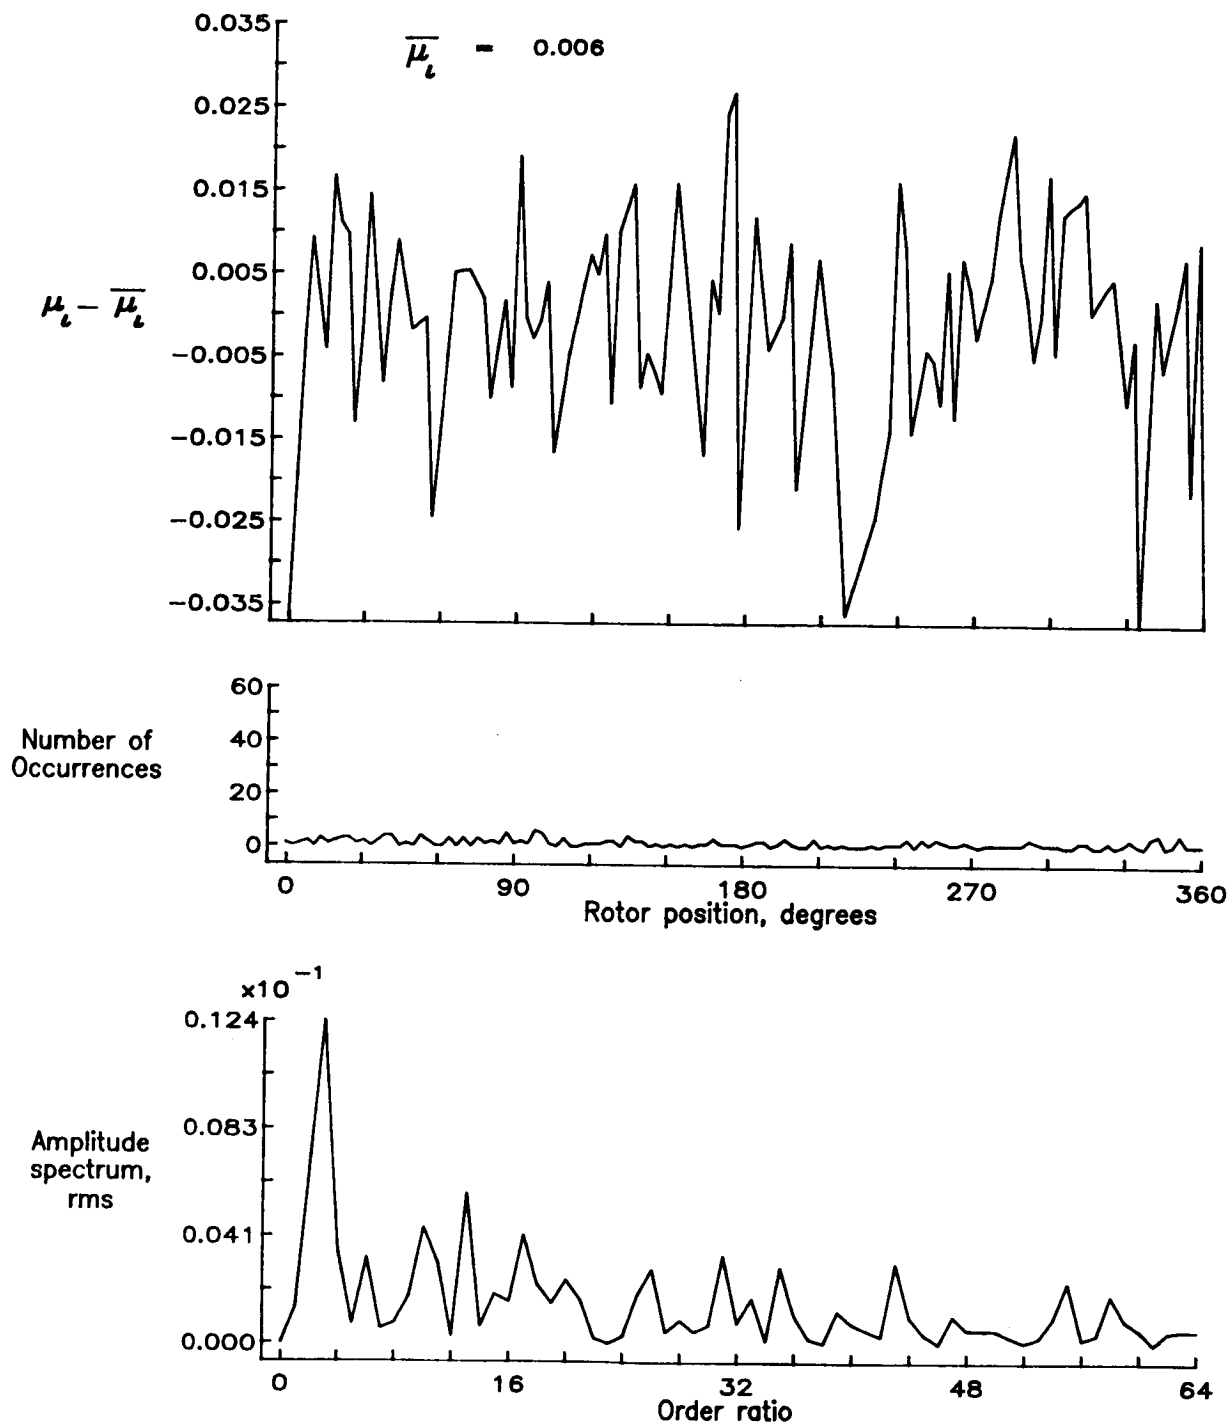 0.035
μ̅ι = 0.006
0.025
0.015
0.005
μι − μ̅ι
−0.005
−0.015
−0.025
−0.035
60
Number of
Occurrences
40
20
0
0 90 180 270 360
Rotor position, degrees
×10⁻¹
0.124
0.083
Amplitude
spectrum,
rms
0.041
0.000
0 16 32 48 64
Order ratio